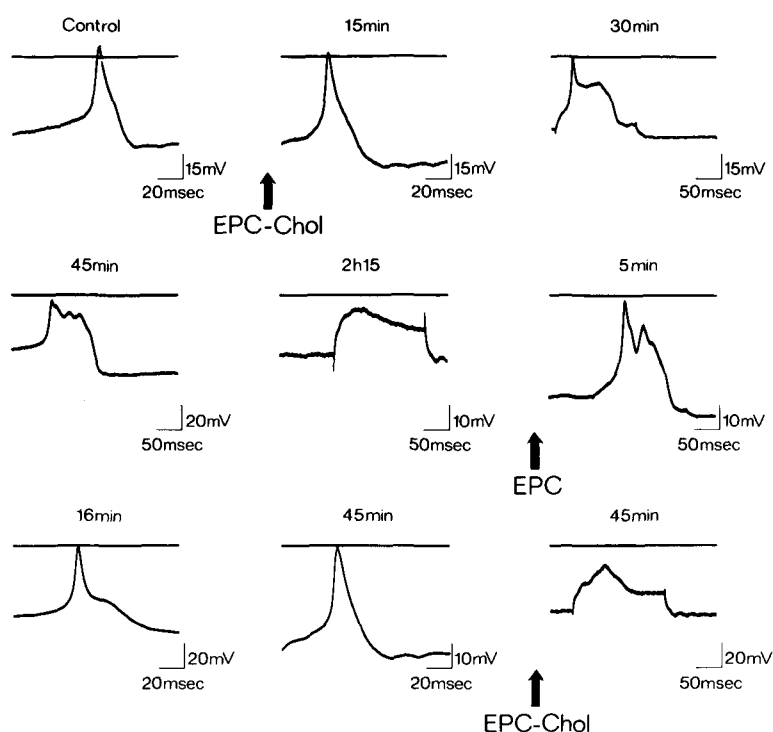 Control
15min
30min
15mV
20msec
15mV
20msec
15mV
50msec
EPC-Chol
45min
2h15
5min
20mV
50msec
10mV
50msec
10mV
50msec
EPC
16min
45min
45min
20mV
20msec
10mV
20msec
20mV
50msec
EPC-Chol